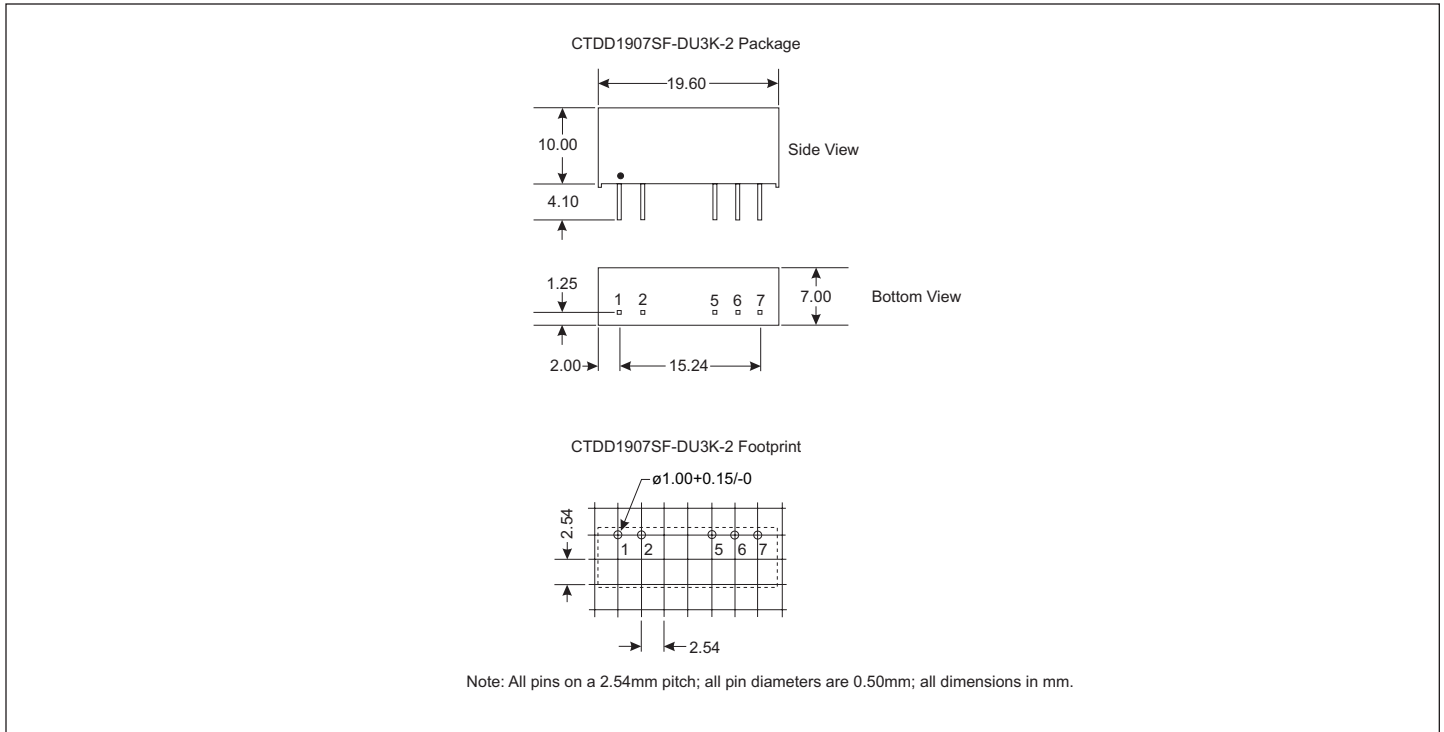 CTDD1907SF-DU3K-2 Package
19.60
10.00
Side View
4.10
1.25
1 2 5 6 7
7.00
Bottom View
2.00
15.24
CTDD1907SF-DU3K-2 Footprint
ø1.00+0.15/-0
2.54
1 2 5 6 7
2.54
Note: All pins on a 2.54mm pitch; all pin diameters are 0.50mm; all dimensions in mm.